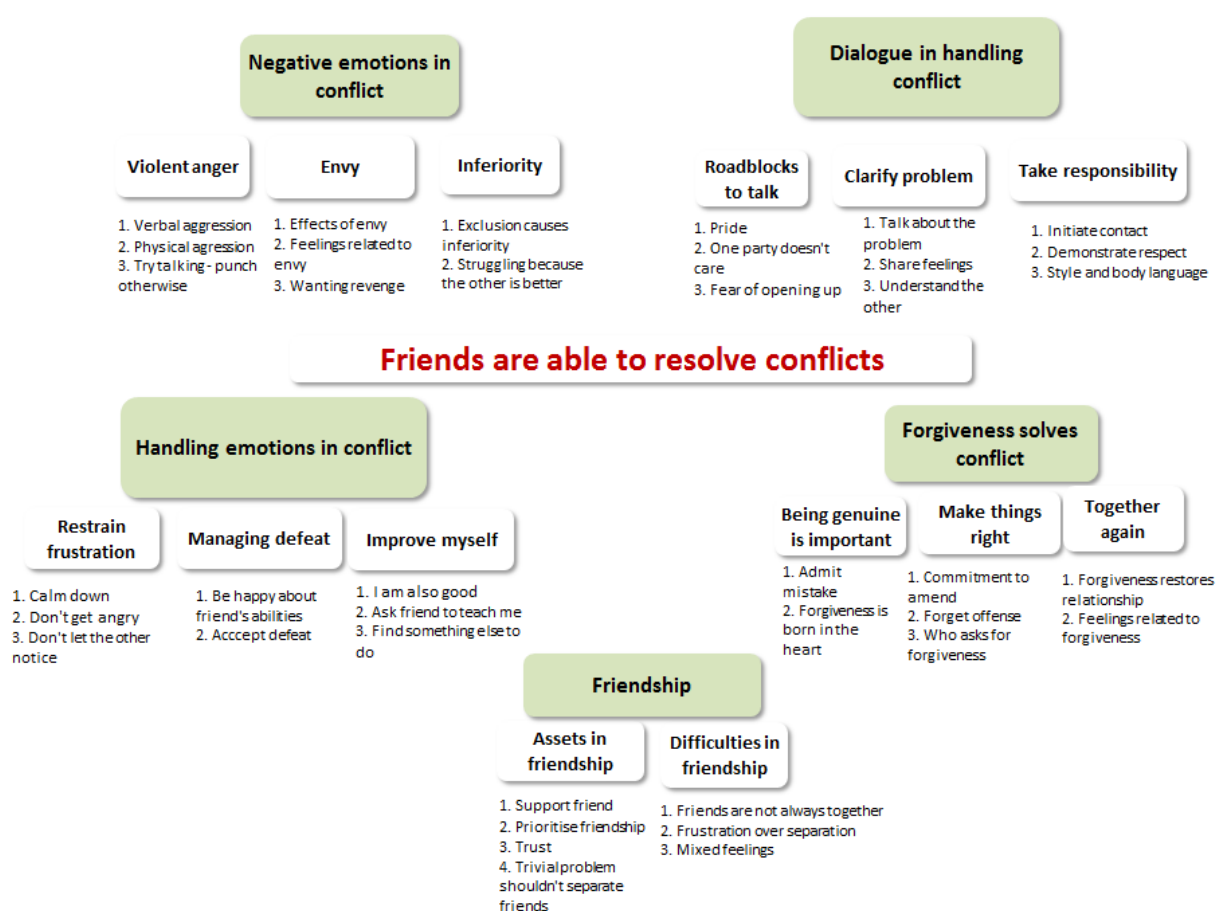 Negative emotions in
conflict
Violent anger
1. Verbal aggression
2. Physical agression
3. Try talking - punch
otherwise
Envy
1. Effects of envy
2. Feelings related to
envy
3. Wanting revenge
Inferiority
1. Exclusion causes
inferiority
2. Struggling because
the other is better
Dialogue in handling
conflict
Roadblocks
to talk
1. Pride
2. One party doesn't
care
3. Fear of opening up
Clarify problem
1. Talk about the
problem
2. Share feelings
3. Understand the
other
Take responsibility
1. Initiate contact
2. Demonstrate respect
3. Style and body language
Friends are able to resolve conflicts
Handling emotions in conflict
Restrain
frustration
1. Calm down
2. Don't get angry
3. Don't let the other
notice
Managing defeat
1. Be happy about
friend's abilities
2. Acccept defeat
Improve myself
1. I am also good
2. Ask friend to teach me
3. Find something else to
do
Forgiveness solves
conflict
Being genuine
is important
1. Admit
mistake
2. Forgiveness is
born in the
heart
Make things
right
1. Commitment to
amend
2. Forget offense
3. Who asks for
forgiveness
Together
again
1. Forgiveness restores
relationship
2. Feelings related to
forgiveness
Friendship
Assets in
friendship
1. Support friend
2. Prioritise friendship
3. Trust
4. Trivial problem
shouldn't separate
friends
Difficulties in
friendship
1. Friends are not always together
2. Frustration over separation
3. Mixed feelings